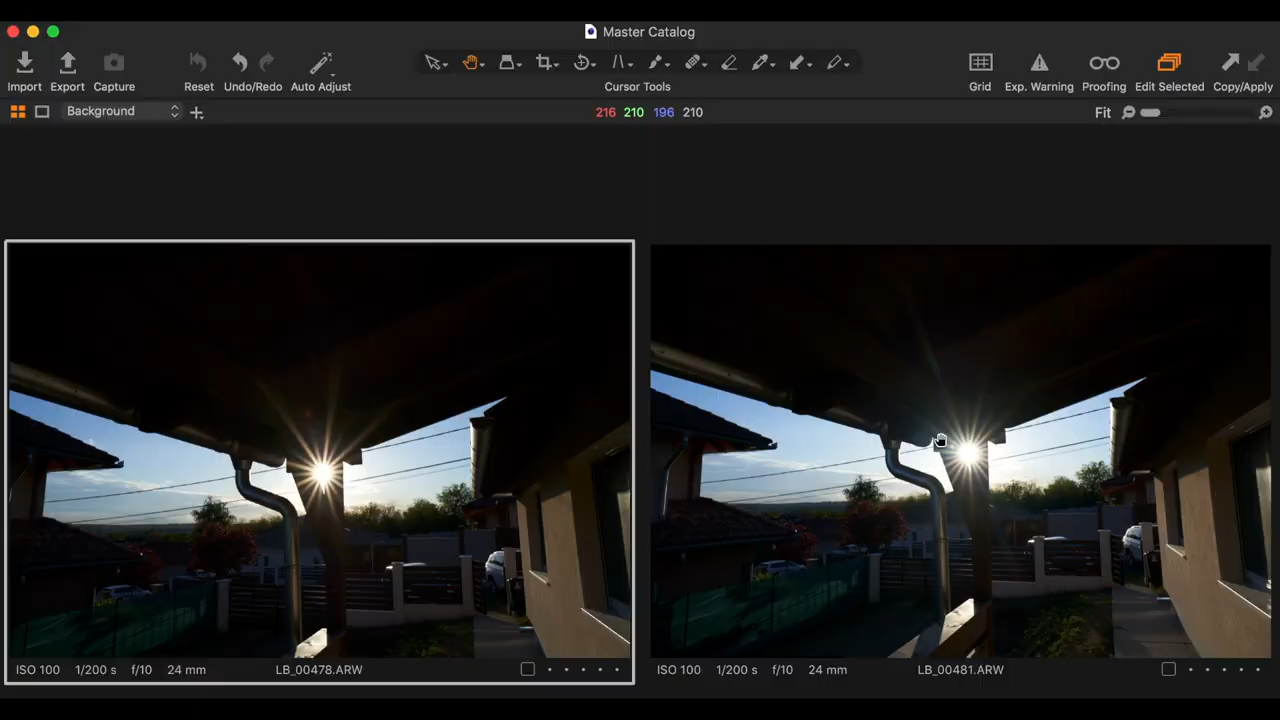 Master Catalog
Import Export Capture Reset Undo/Redo Auto Adjust Cursor Tools Grid Exp. Warning Proofing Edit Selected Copy/Apply
Background 216 210 196 210 Fit
ISO 100 1/200 s f/10 24 mm LB_00478.ARW
ISO 100 1/200 s f/10 24 mm LB_00481.ARW